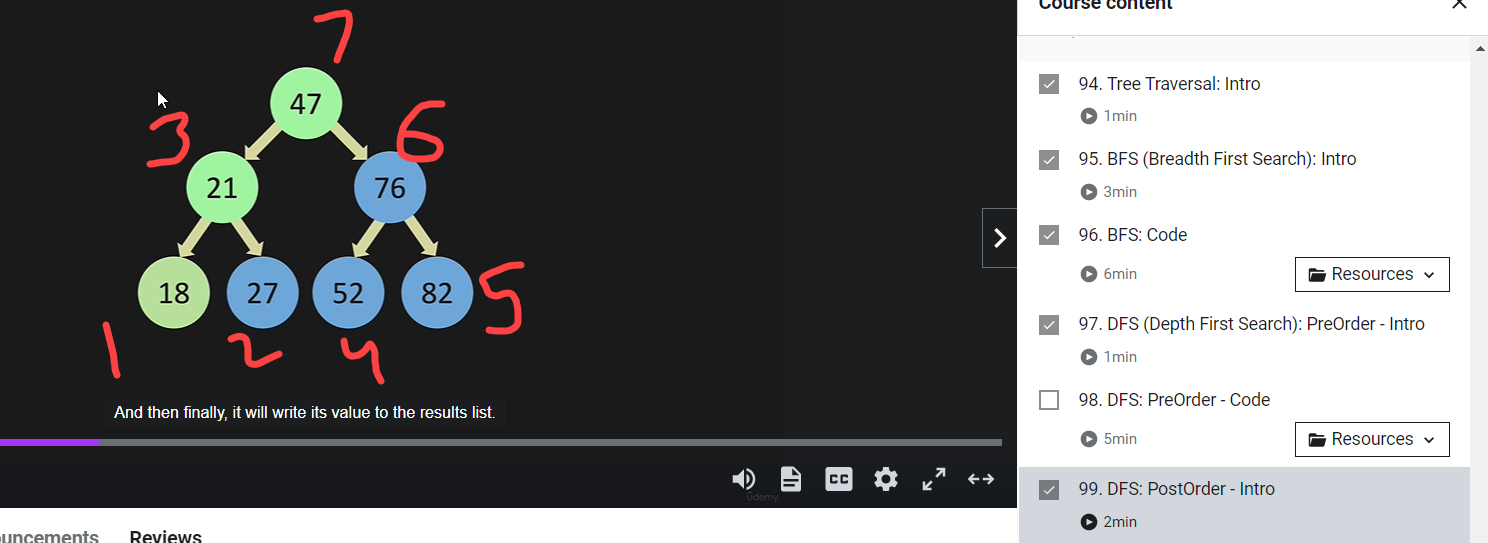 7
47
3
6
21
76
18
27
52
82
5
1
2
4
And then finally, it will write its value to the results list.
CC
ûdemy
uncements
Reviews
Course content
94. Tree Traversal: Intro
1min
95. BFS (Breadth First Search): Intro
3min
96. BFS: Code
6min
Resources
97. DFS (Depth First Search): PreOrder - Intro
1min
98. DFS: PreOrder - Code
5min
Resources
99. DFS: PostOrder - Intro
2min